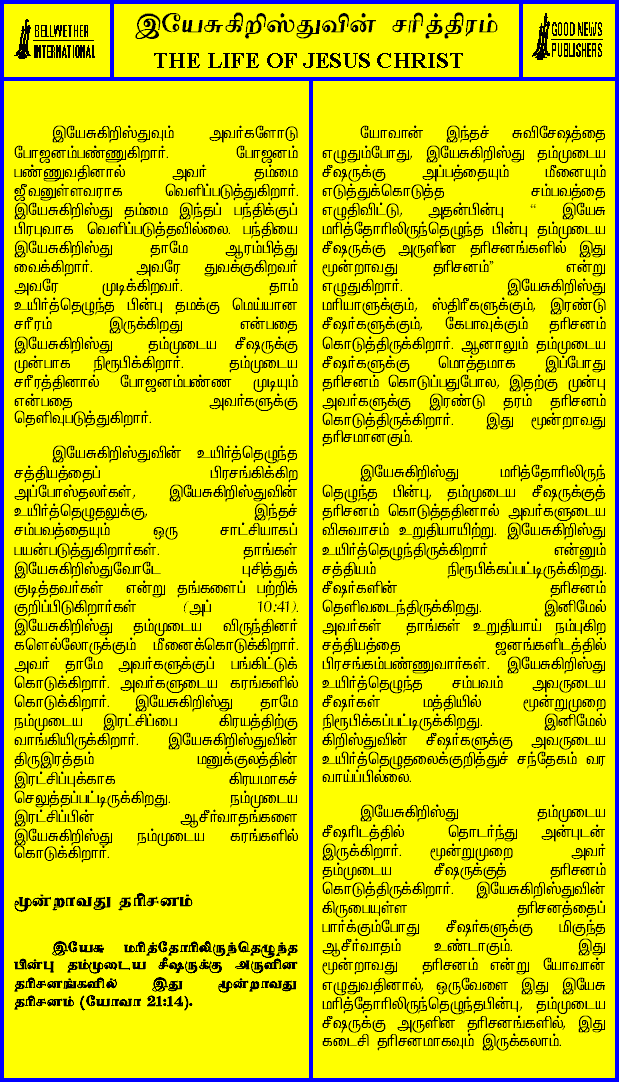 BELLWETHER
INTERNATIONAL
இயேசுகிறிஸ்துவின் சரித்திரம்
THE LIFE OF JESUS CHRIST
GOOD NEWS
PUBLISHERS
இயேசுகிறிஸ்துவும் அவர்களோடு
போஜனம்பண்ணுகிறார். போஜனம்
பண்ணுவதினால் அவர் தம்மை
ஜீவனுள்ளவராக வெளிப்படுத்துகிறார்.
இயேசுகிறிஸ்து தம்மை இந்தப் பந்திக்குப்
பிரபுவாக வெளிப்படுத்தவில்லை. பந்தியை
இயேசுகிறிஸ்து தாமே ஆரம்பித்து
வைக்கிறார். அவரே துவக்குகிறவர்
அவரே முடிக்கிறவர். தாம்
உயிர்த்தெழுந்த பின்பு தமக்கு மெய்யான
சரீரம் இருக்கிறது என்பதை
இயேசுகிறிஸ்து தம்முடைய சீஷருக்கு
முன்பாக நிரூபிக்கிறார். தம்முடைய
சரீரத்தினால் போஜனம்பண்ண முடியும்
என்பதை அவர்களுக்கு
தெளிவுபடுத்துகிறார்.
இயேசுகிறிஸ்துவின் உயிர்த்தெழுந்த
சத்தியத்தைப் பிரசங்கிக்கிற
அப்போஸ்தலர்கள், இயேசுகிறிஸ்துவின்
உயிர்த்தெழுதலுக்கு, இந்தச்
சம்பவத்தையும் ஒரு சாட்சியாகப்
பயன்படுத்துகிறார்கள். தாங்கள்
இயேசுகிறிஸ்துவோடே புசித்துக்
குடித்தவர்கள் என்று தங்களைப் பற்றிக்
குறிப்பிடுகிறார்கள் (அப் 10:41).
இயேசுகிறிஸ்து தம்முடைய விருந்தினர்
களெல்லோருக்கும் மீனைக்கொடுக்கிறார்.
அவர் தாமே அவர்களுக்குப் பங்கிட்டுக்
கொடுக்கிறார். அவர்களுடைய கரங்களில்
கொடுக்கிறார். இயேசுகிறிஸ்து தாமே
நம்முடைய இரட்சிப்பை கிரயத்திற்கு
வாங்கியிருக்கிறார். இயேசுகிறிஸ்துவின்
திருஇரத்தம் மனுக்குலத்தின்
இரட்சிப்புக்காக கிரயமாகச்
செலுத்தப்பட்டிருக்கிறது. நம்முடைய
இரட்சிப்பின் ஆசீர்வாதங்களை
இயேசுகிறிஸ்து நம்முடைய கரங்களில்
கொடுக்கிறார்.
மூன்றாவது தரிசனம்
இயேசு மரித்தோரிலிருந்தெழுந்த
பின்பு தம்முடைய சீஷருக்கு அருளின
தரிசனங்களில் இது மூன்றாவது
தரிசனம் (யோவா 21:14).
யோவான் இந்தச் சுவிசேஷத்தை
எழுதும்போது, இயேசுகிறிஸ்து தம்முடைய
சீஷருக்கு அப்பத்தையும் மீனையும்
எடுத்துக்கொடுத்த சம்பவத்தை
எழுதிவிட்டு, அதன்பின்பு “ இயேசு
மரித்தோரிலிருந்தெழுந்த பின்பு தம்முடைய
சீஷருக்கு அருளின தரிசனங்களில் இது
மூன்றாவது தரிசனம்” என்று
எழுதுகிறார். இயேசுகிறிஸ்து
மரியாளுக்கும், ஸ்திரீகளுக்கும், இரண்டு
சீஷர்களுக்கும், கேபாவுக்கும் தரிசனம்
கொடுத்திருக்கிறார். ஆனாலும் தம்முடைய
சீஷர்களுக்கு மொத்தமாக இப்போது
தரிசனம் கொடுப்பதுபோல, இதற்கு முன்பு
அவர்களுக்கு இரண்டு தரம் தரிசனம்
கொடுத்திருக்கிறார். இது மூன்றாவது
தரிசமானகும்.
இயேசுகிறிஸ்து மரித்தோரிலிருந்
தெழுந்த பின்பு, தம்முடைய சீஷருக்குத்
தரிசனம் கொடுத்ததினால் அவர்களுடைய
விசுவாசம் உறுதியாயிற்று. இயேசுகிறிஸ்து
உயிர்த்தெழுந்திருக்கிறார் என்னும்
சத்தியம் நிரூபிக்கப்பட்டிருக்கிறது.
சீஷர்களின் தரிசனம்
தெளிவடைந்திருக்கிறது. இனிமேல்
அவர்கள் தாங்கள் உறுதியாய் நம்புகிற
சத்தியத்தை ஜனங்களிடத்தில்
பிரசங்கம்பண்ணுவார்கள். இயேசுகிறிஸ்து
உயிர்த்தெழுந்த சம்பவம் அவருடைய
சீஷர்கள் மத்தியில் மூன்றுமுறை
நிரூபிக்கப்பட்டிருக்கிறது. இனிமேல்
கிறிஸ்துவின் சீஷர்களுக்கு அவருடைய
உயிர்த்தெழுதலைக்குறித்துச் சந்தேகம் வர
வாய்ப்பில்லை.
இயேசுகிறிஸ்து தம்முடைய
சீஷரிடத்தில் தொடர்ந்து அன்புடன்
இருக்கிறார். மூன்றுமுறை அவர்
தம்முடைய சீஷருக்குத் தரிசனம்
கொடுத்திருக்கிறார். இயேசுகிறிஸ்துவின்
கிருபையுள்ள தரிசனத்தைப்
பார்க்கும்போது சீஷர்களுக்கு மிகுந்த
ஆசீர்வாதம் உண்டாகும். இது
மூன்றாவது தரிசனம் என்று யோவான்
எழுதுவதினால், ஒருவேளை இது இயேசு
மரித்தோரிலிருந்தெழுந்தபின்பு, தம்முடைய
சீஷருக்கு அருளின தரிசனங்களில், இது
கடைசி தரிசனமாகவும் இருக்கலாம்.